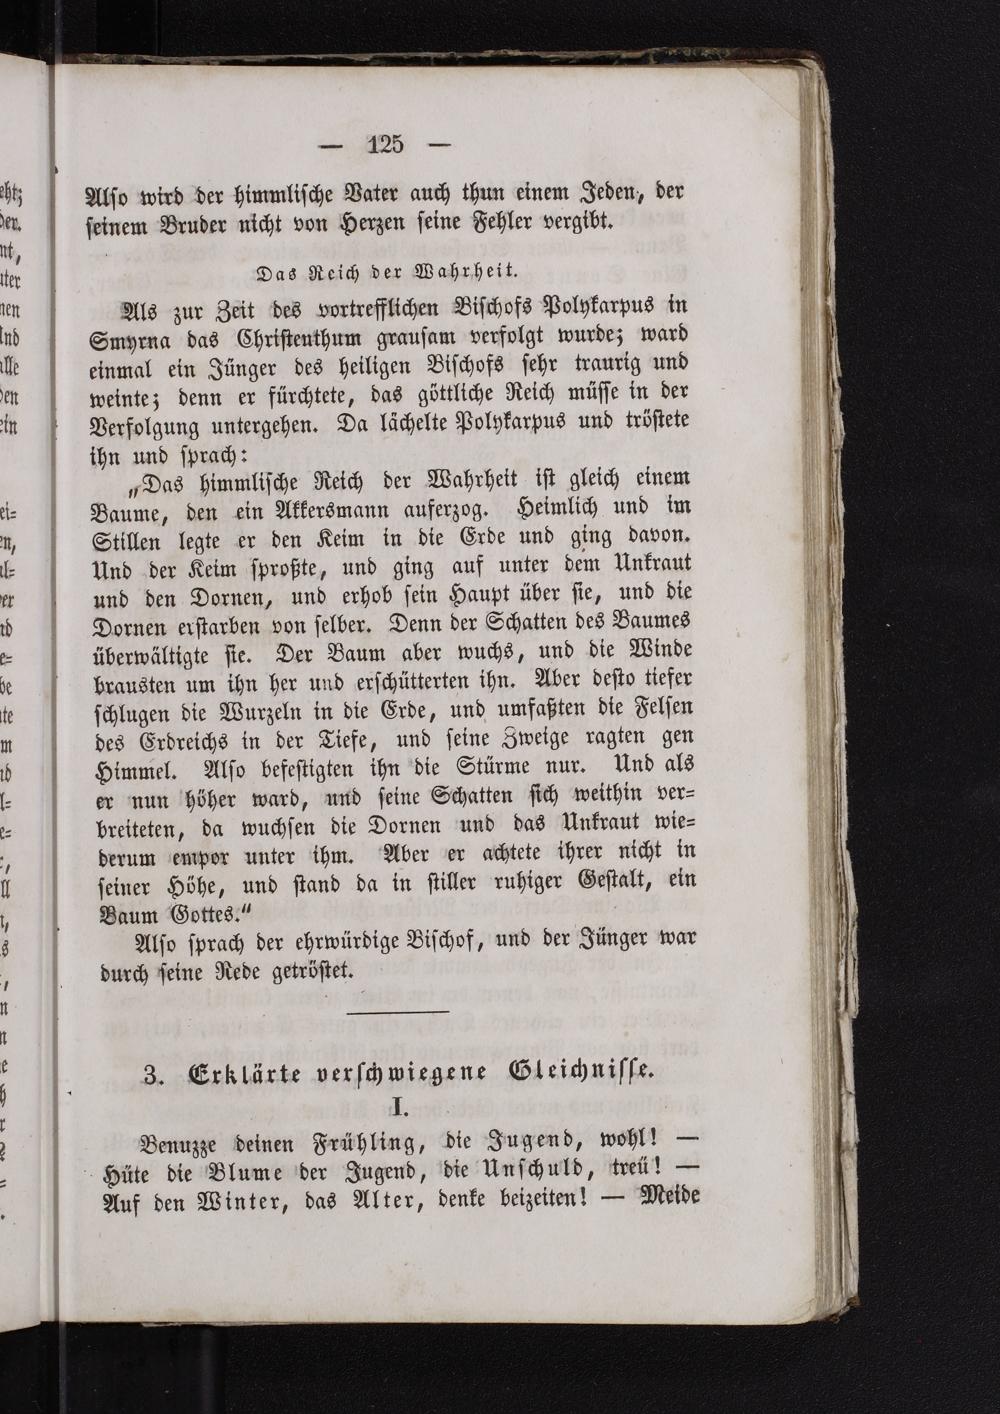 — 125 —
Also wird der himmlische Vater auch thun einem Jeden, der
seinem Bruder nicht von Herzen seine Fehler vergibt.
Das Reich der Wahrheit.
Als zur Zeit des vortrefflichen Bischofs Polykarpus in
Smyrna das Christenthum grausam verfolgt wurde; ward
einmal ein Jünger des heiligen Bischofs sehr traurig und
weinte; denn er fürchtete, das göttliche Reich müsse in der
Verfolgung untergehen. Da lächelte Polykarpus und tröstete
ihn und sprach:
„Das himmlische Reich der Wahrheit ist gleich einem
Baume, den ein Akkersmann auferzog. Heimlich und im
Stillen legte er den Keim in die Erde und ging davon.
Und der Keim sproßte, und ging auf unter dem Unkraut
und den Dornen, und erhob sein Haupt über sie, und die
Dornen erstarben von selber. Denn der Schatten des Baumes
überwältigte sie. Der Baum aber wuchs, und die Winde
brausten um ihn her und erschütterten ihn. Aber desto tiefer
schlugen die Wurzeln in die Erde, und umfaßten die Felsen
des Erdreichs in der Tiefe, und seine Zweige ragten gen
Himmel. Also befestigten ihn die Stürme nur. Und als
er nun höher ward, und seine Schatten sich weithin ver-
breiteten, da wuchsen die Dornen und das Unkraut wie-
derum empor unter ihm. Aber er achtete ihrer nicht in
seiner Höhe, und stand da in stiller ruhiger Gestalt, ein
Baum Gottes.“
Also sprach der ehrwürdige Bischof, und der Jünger war
durch seine Rede getröstet.
3. Erklärte verschwiegene Gleichnisse.
I.
Benuzze deinen Frühling, die Jugend, wohl! —
Hüte die Blume der Jugend, die Unschuld, treü! —
Auf den Winter, das Alter, denke beizeiten! — Meide